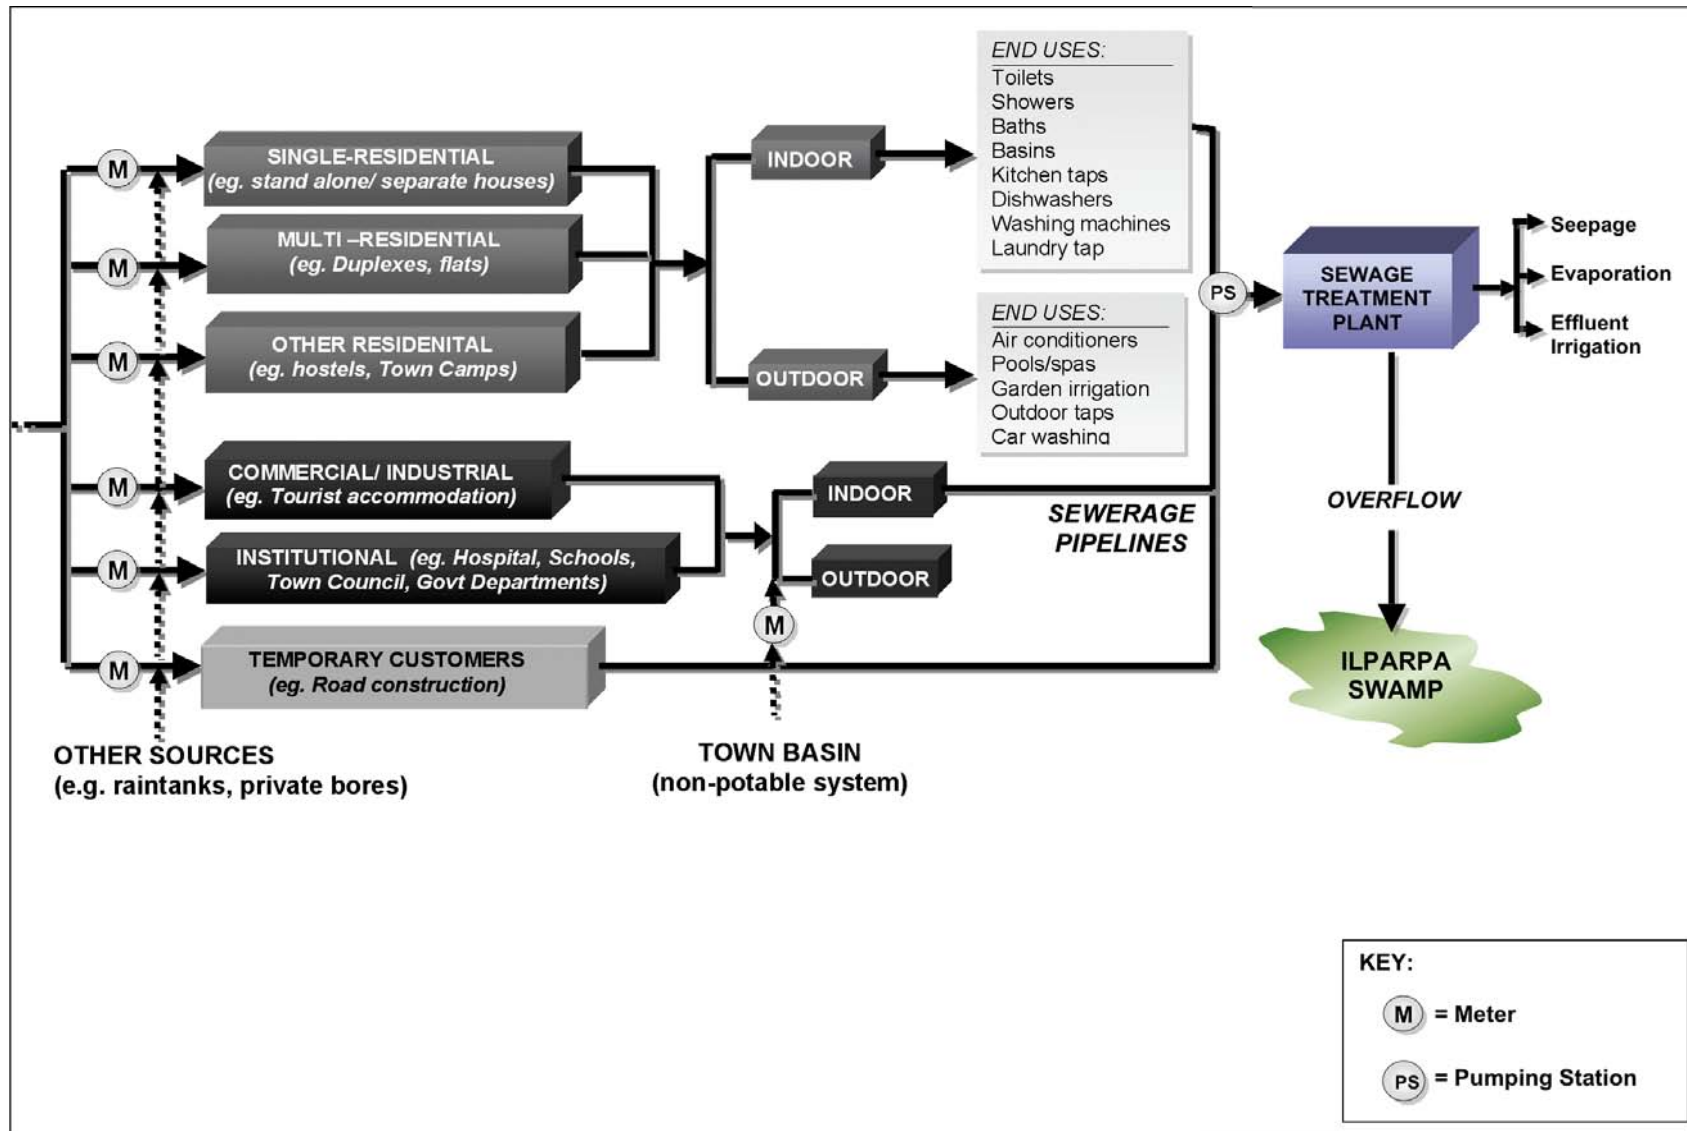 SINGLE-RESIDENTIAL
(eg. stand alone/ separate houses)
MULTI –RESIDENTIAL
(eg. Duplexes, flats)
OTHER RESIDENITAL
(eg. hostels, Town Camps)
COMMERCIAL/ INDUSTRIAL
(eg. Tourist accommodation)
INSTITUTIONAL (eg. Hospital, Schools,
Town Council, Govt Departments)
TEMPORARY CUSTOMERS
(eg. Road construction)
M
M
M
M
M
M
OTHER SOURCES
(e.g. raintanks, private bores)
INDOOR
OUTDOOR
END USES:
Toilets
Showers
Baths
Basins
Kitchen taps
Dishwashers
Washing machines
Laundry tap
END USES:
Air conditioners
Pools/spas
Garden irrigation
Outdoor taps
Car washing
INDOOR
OUTDOOR
M
TOWN BASIN
(non-potable system)
SEWERAGE
PIPELINES
PS
SEWAGE
TREATMENT
PLANT
Seepage
Evaporation
Effluent
Irrigation
OVERFLOW
ILPARPA
SWAMP
KEY:
M = Meter
PS = Pumping Station